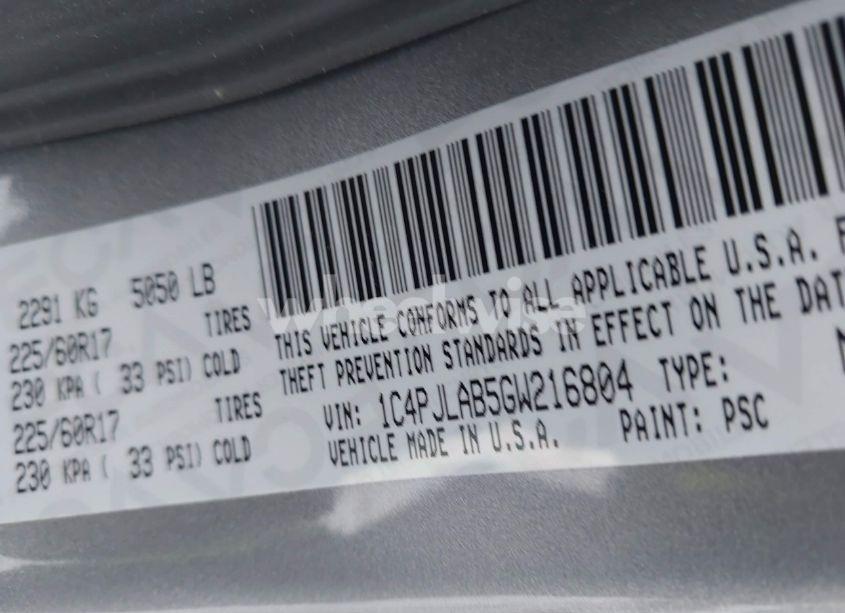 2291 KG 5050 LB
225/60R17 TIRES
230 KPA ( 33 PSI) COLD
225/60R17 TIRES
230 KPA ( 33 PSI) COLD
THIS VEHICLE CONFORMS TO ALL APPLICABLE U.S.A. F
THEFT PREVENTION STANDARDS IN EFFECT ON THE DAT
VIN: 1C4PJLAB5GW216804 TYPE:
VEHICLE MADE IN U.S.A. PAINT: PSC
wheelwise